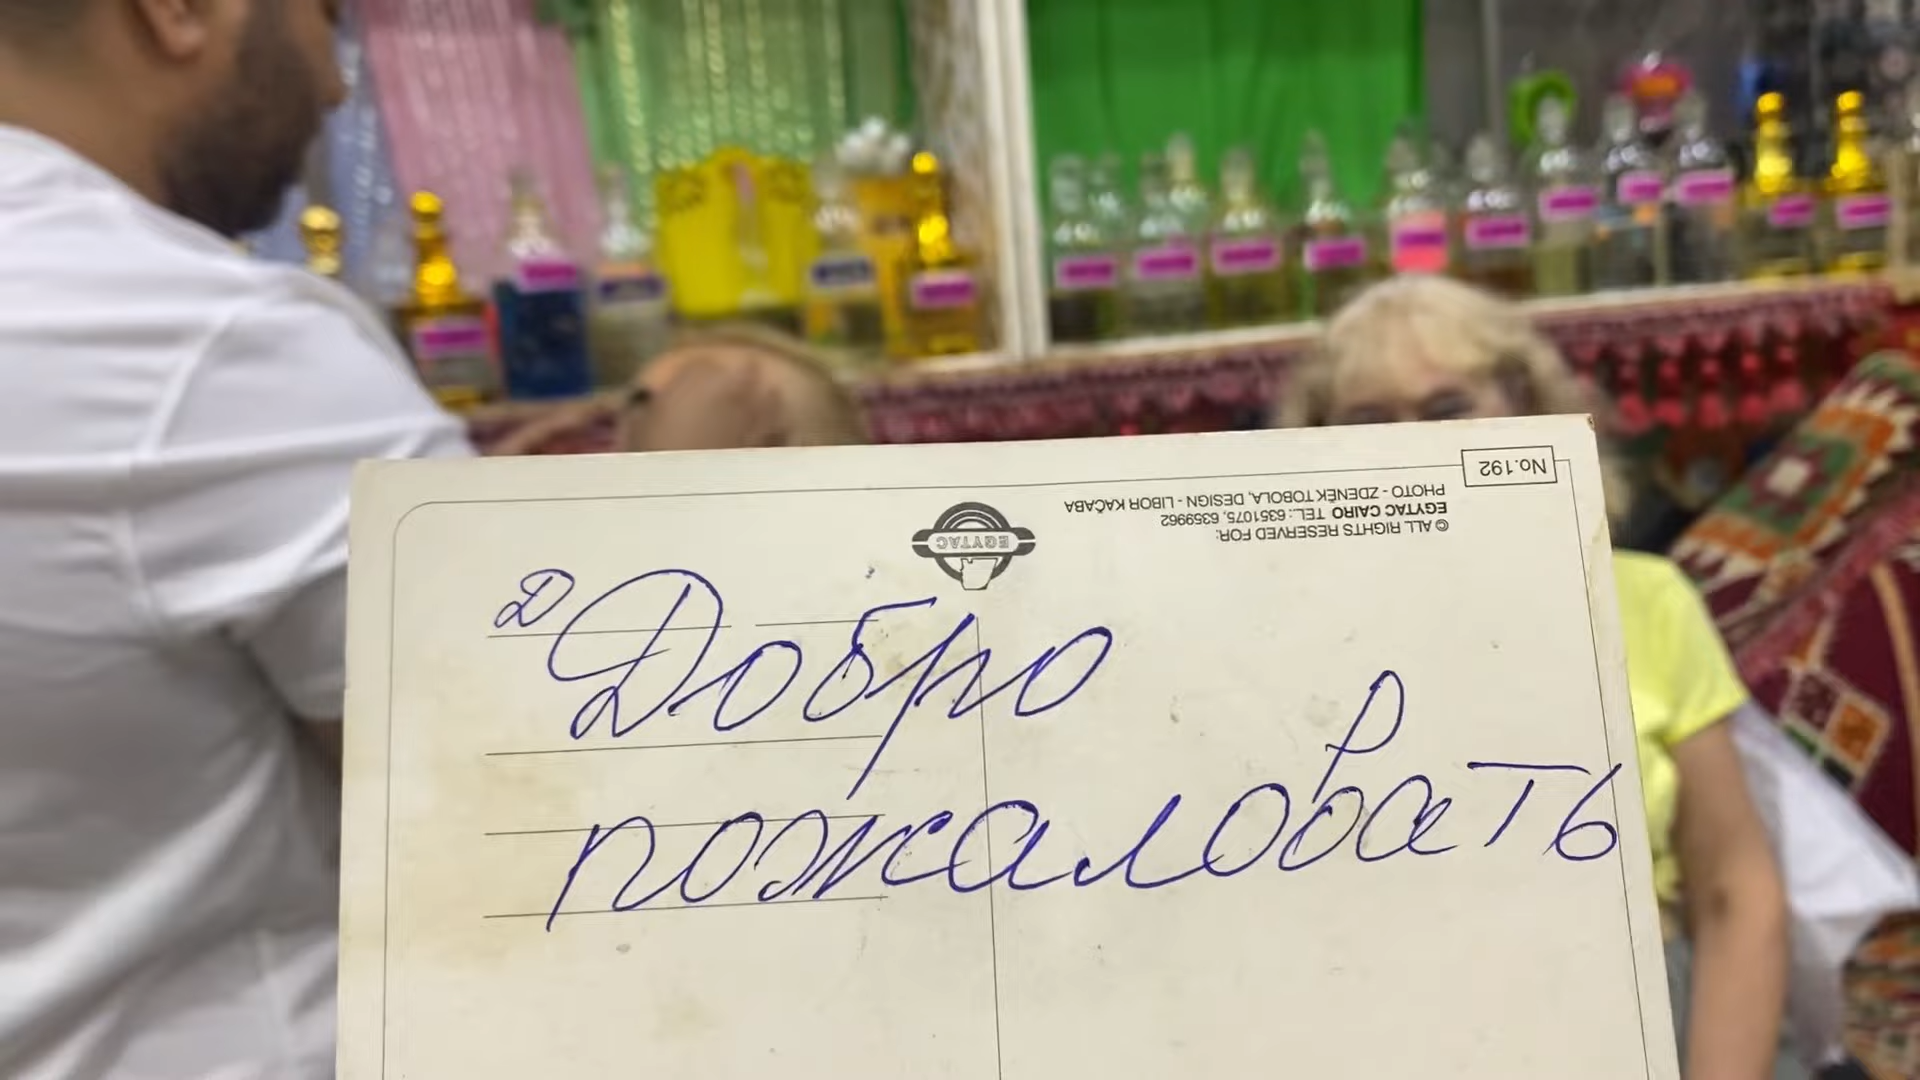 No.192
PHOTO - ZDENĚK TOBOLA, DESIGN - LIBOR KAČABA
EGYTAC CAIRO TEL.: 6351075, 6359962
© ALL RIGHTS RESERVED FOR:
EGYTAC
Д Добро
р
пожаловать